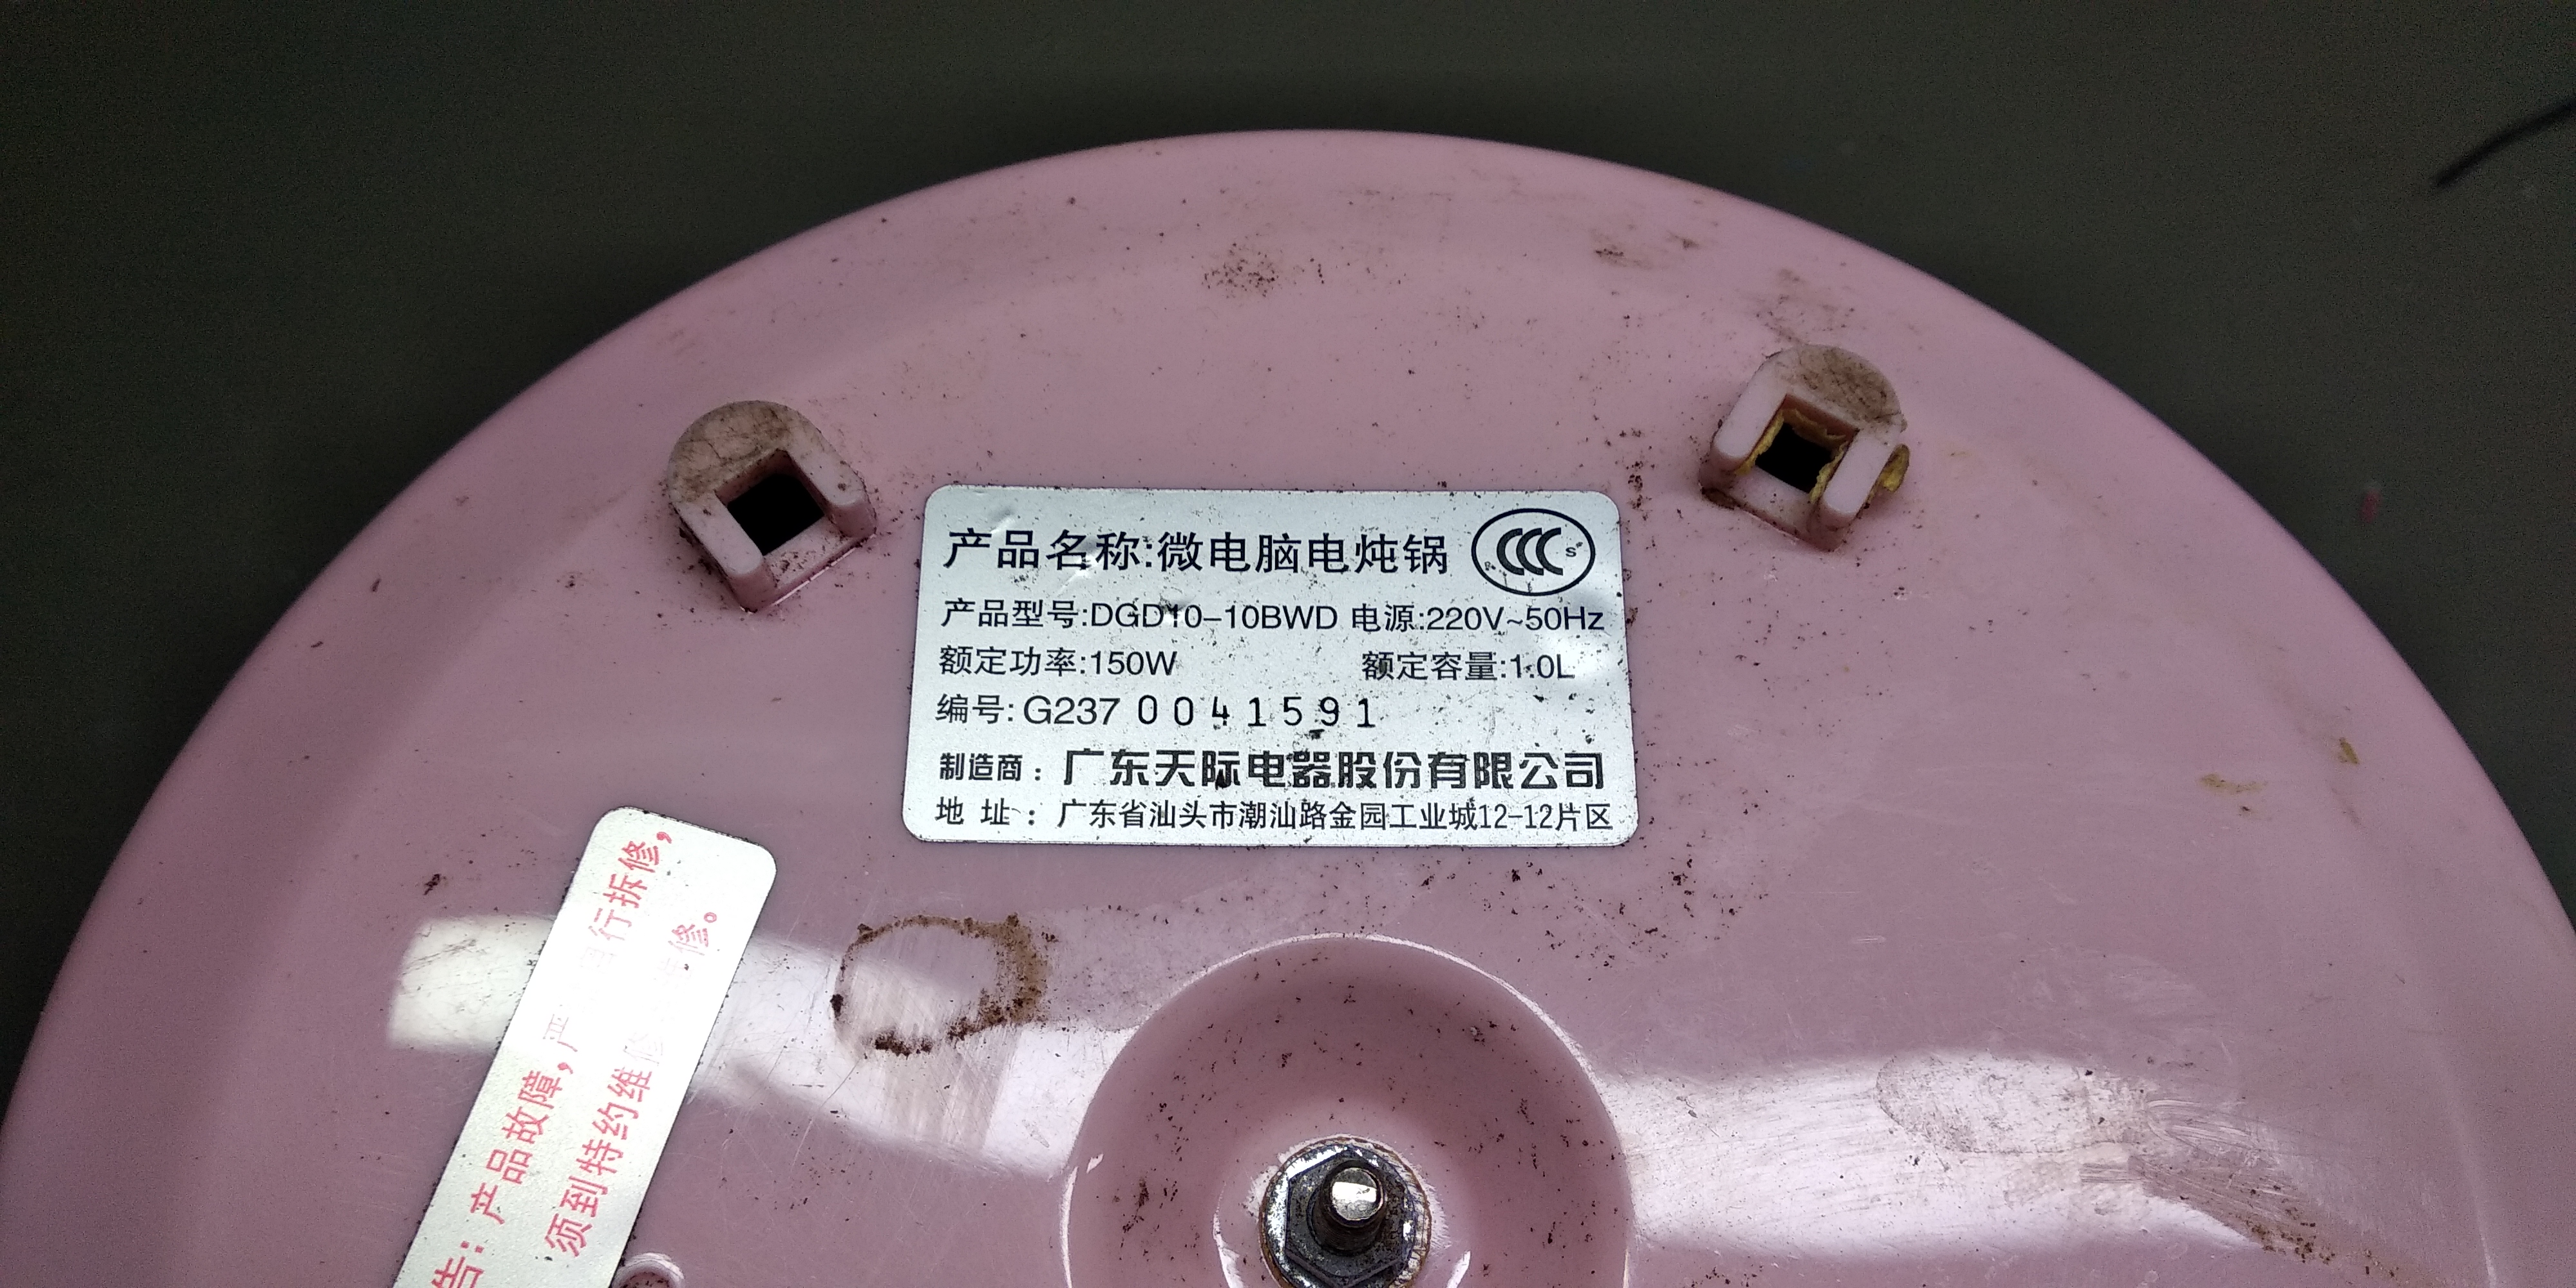 产品名称:微电脑电炖锅
CCC S
产品型号:DGD10-10BWD 电源:220V~50Hz
额定功率:150W 额定容量:1.0L
编号:G237 0041591
制造商：广东天际电器股份有限公司
地 址：广东省汕头市潮汕路金园工业城12-12片区
告：产品故障，严 行拆修，
须到特约维修 修。